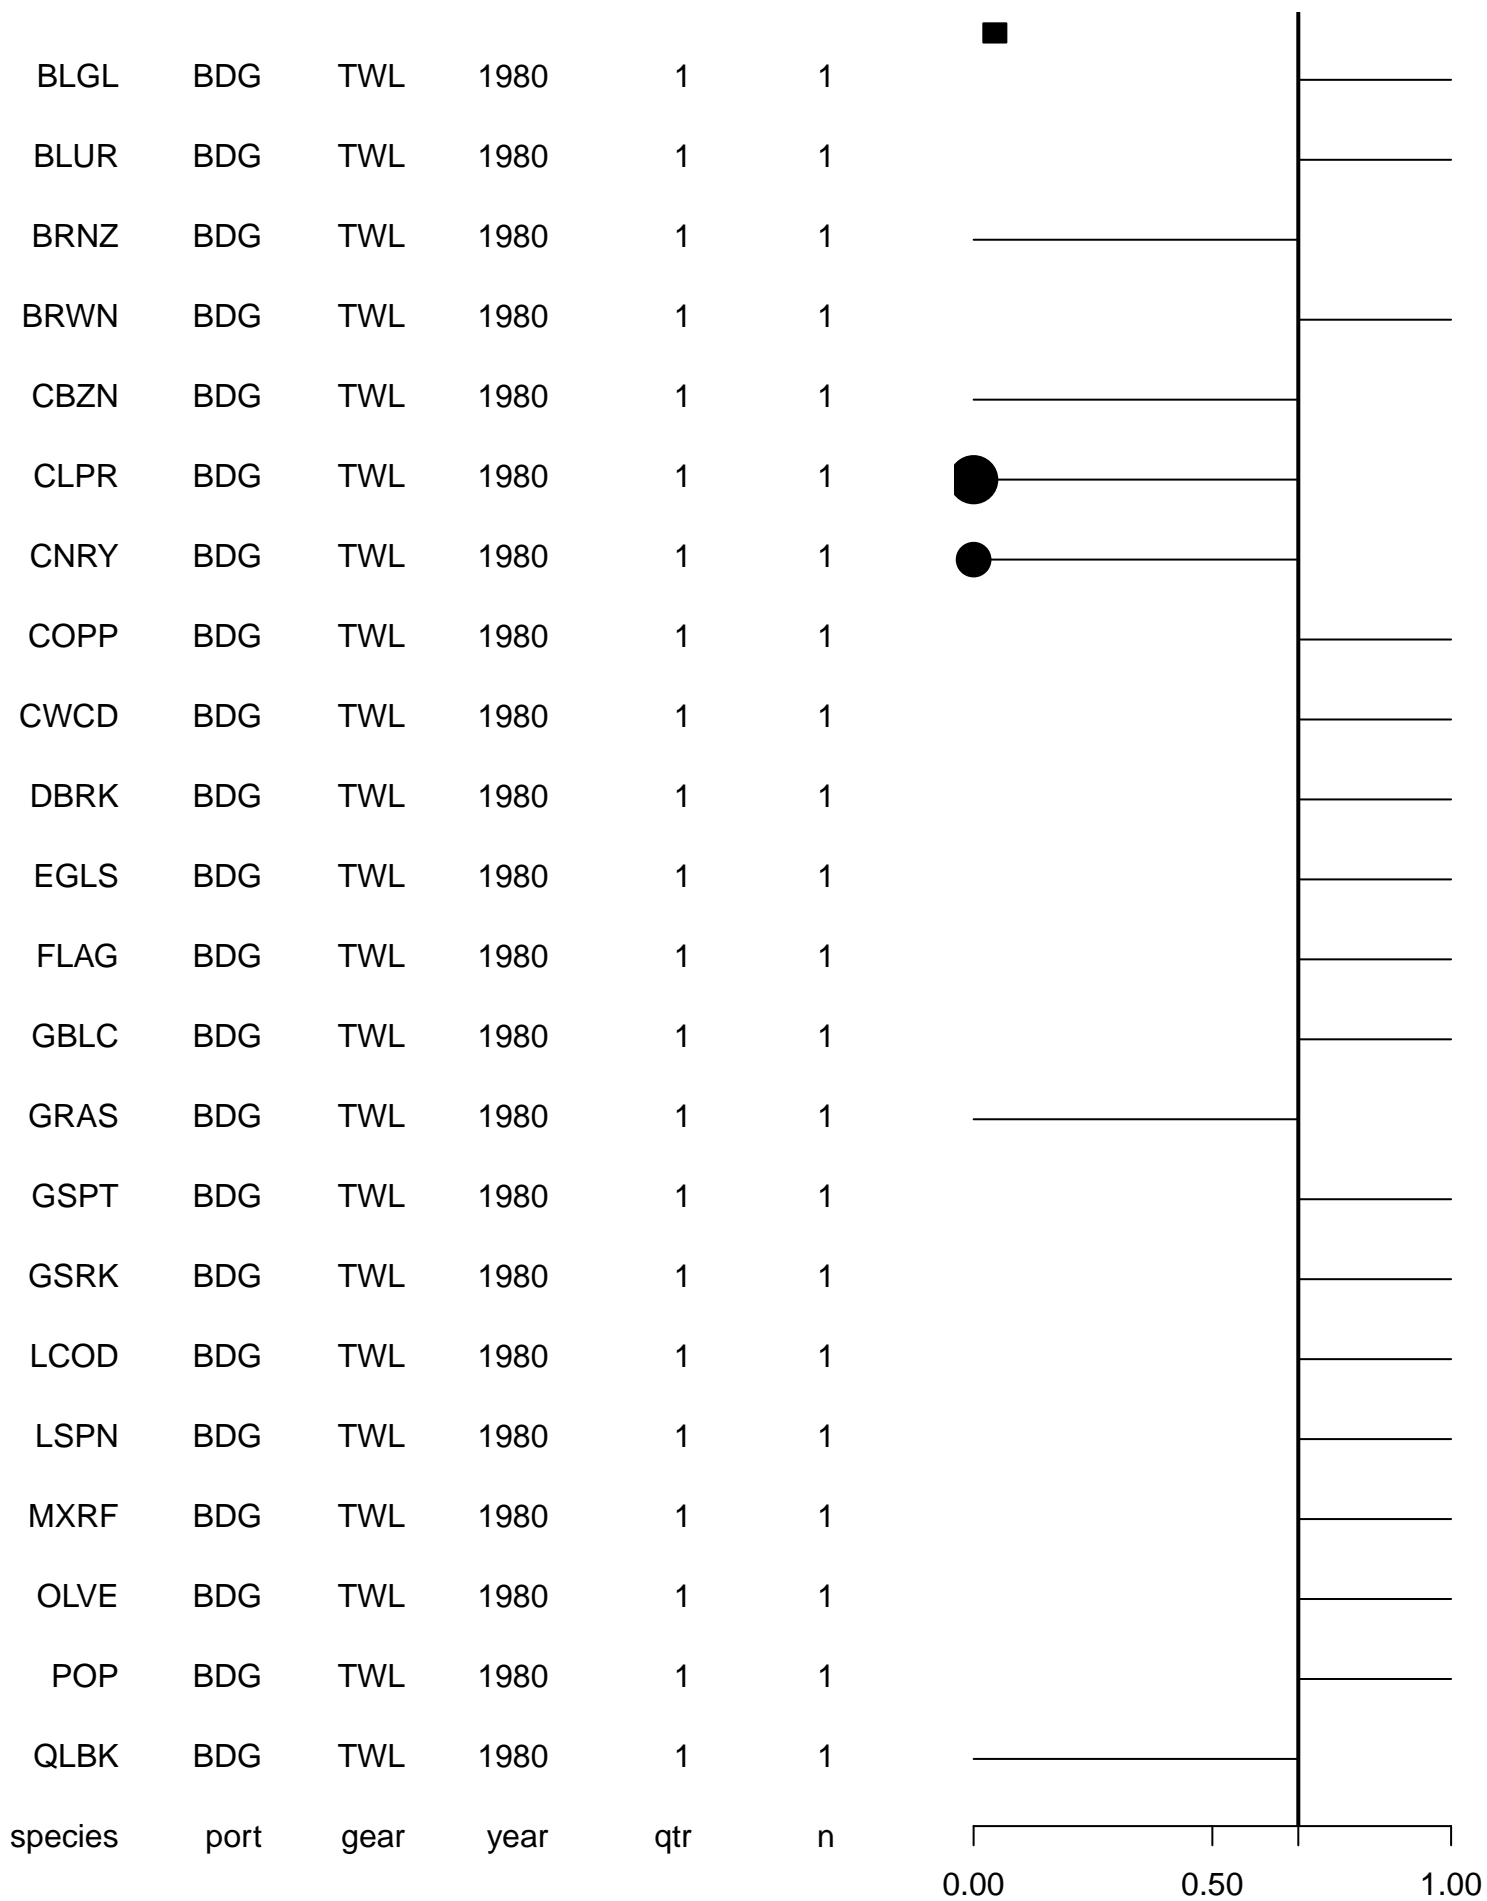 BLGL BDG TWL 1980 1 1
BLUR BDG TWL 1980 1 1
BRNZ BDG TWL 1980 1 1
BRWN BDG TWL 1980 1 1
CBZN BDG TWL 1980 1 1
CLPR BDG TWL 1980 1 1
CNRY BDG TWL 1980 1 1
COPP BDG TWL 1980 1 1
CWCD BDG TWL 1980 1 1
DBRK BDG TWL 1980 1 1
EGLS BDG TWL 1980 1 1
FLAG BDG TWL 1980 1 1
GBLC BDG TWL 1980 1 1
GRAS BDG TWL 1980 1 1
GSPT BDG TWL 1980 1 1
GSRK BDG TWL 1980 1 1
LCOD BDG TWL 1980 1 1
LSPN BDG TWL 1980 1 1
MXRF BDG TWL 1980 1 1
OLVE BDG TWL 1980 1 1
POP BDG TWL 1980 1 1
QLBK BDG TWL 1980 1 1
species port gear year qtr n
0.00 0.50 1.00